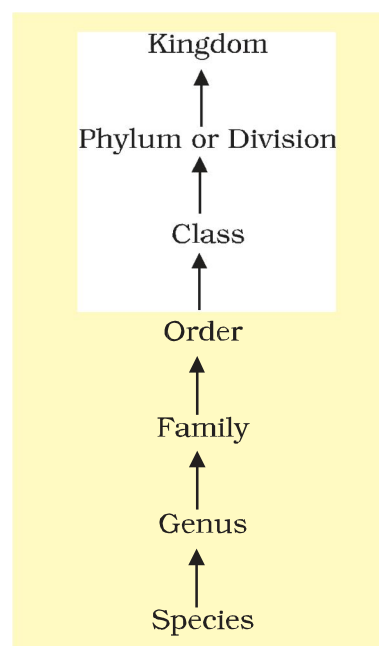 Kingdom
Phylum or Division
Class
Order
Family
Genus
Species